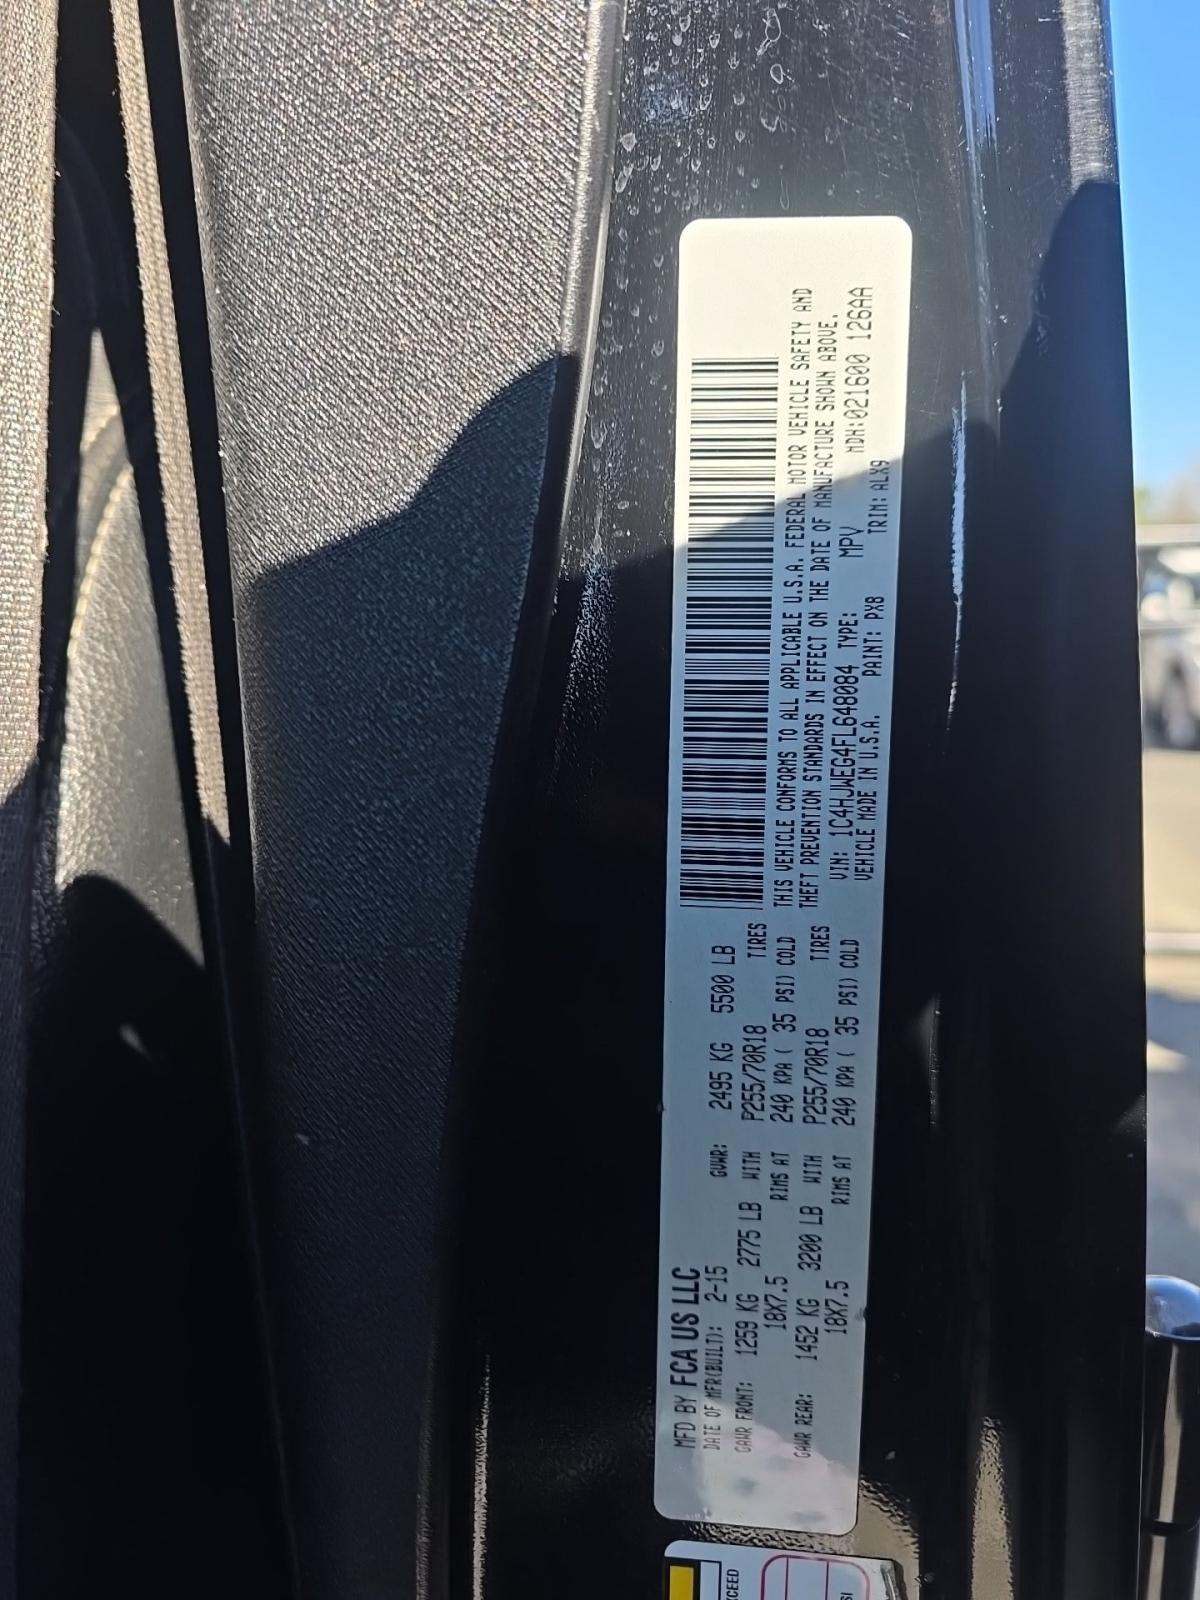 MFD BY FCA US LLC
DATE OF MFR(BUILT): 2-15 GVWR: 2495 KG 5500 LB
GAWR FRONT: 1259 KG 2775 LB WITH P255/70R18 TIRES
18X7.5 RIMS AT 240 KPA ( 35 PSI) COLD
GAWR REAR: 1452 KG 3200 LB WITH P255/70R18 TIRES
18X7.5 RIMS AT 240 KPA ( 35 PSI) COLD
THIS VEHICLE CONFORMS TO ALL APPLICABLE U.S.A. FEDERAL MOTOR VEHICLE SAFETY AND
THEFT PREVENTION STANDARDS IN EFFECT ON THE DATE OF MANUFACTURE SHOWN ABOVE.
VIN: 1C4HJWEG4FL648084 TYPE: MPV MDH:021600 126AA
VEHICLE MADE IN U.S.A. PAINT: PX8 TRIM: ALX9
XCEED
SI